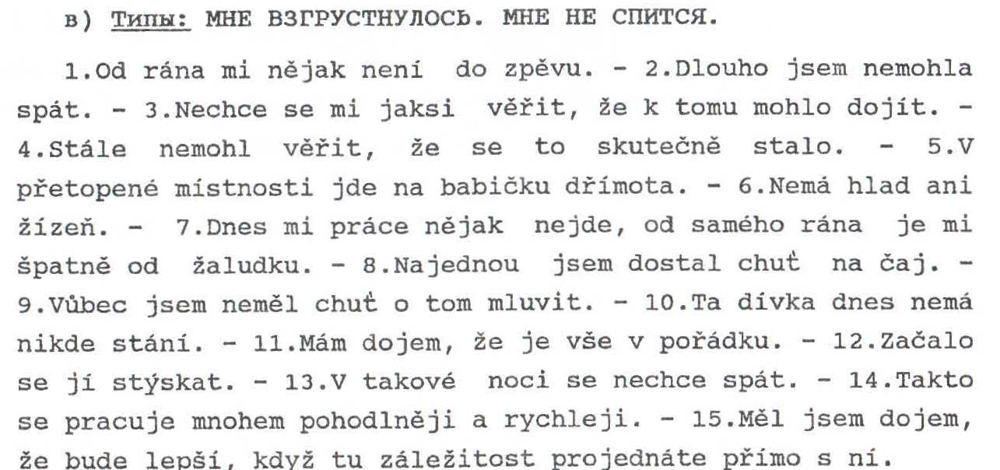 в) Типы: МНЕ ВЗГРУСТНУЛОСЬ. МНЕ НЕ СПИТСЯ.
1.Od rána mi nějak není do zpěvu. - 2.Dlouho jsem nemohla
spát. - 3.Nechce se mi jaksi věřit, že k tomu mohlo dojít. -
4.Stále nemohl věřit, že se to skutečně stalo. - 5.V
přetopené místnosti jde na babičku dřímota. - 6.Nemá hlad ani
žízeň. - 7.Dnes mi práce nějak nejde, od samého rána je mi
špatně od žaludku. - 8.Najednou jsem dostal chuť na čaj. -
9.Vůbec jsem neměl chuť o tom mluvit. - 10.Ta dívka dnes nemá
nikde stání. - 11.Mám dojem, že je vše v pořádku. - 12.Začalo
se jí stýskat. - 13.V takové noci se nechce spát. - 14.Takto
se pracuje mnohem pohodlněji a rychleji. - 15.Měl jsem dojem,
že bude lepší, když tu záležitost projednáte přímo s ní.